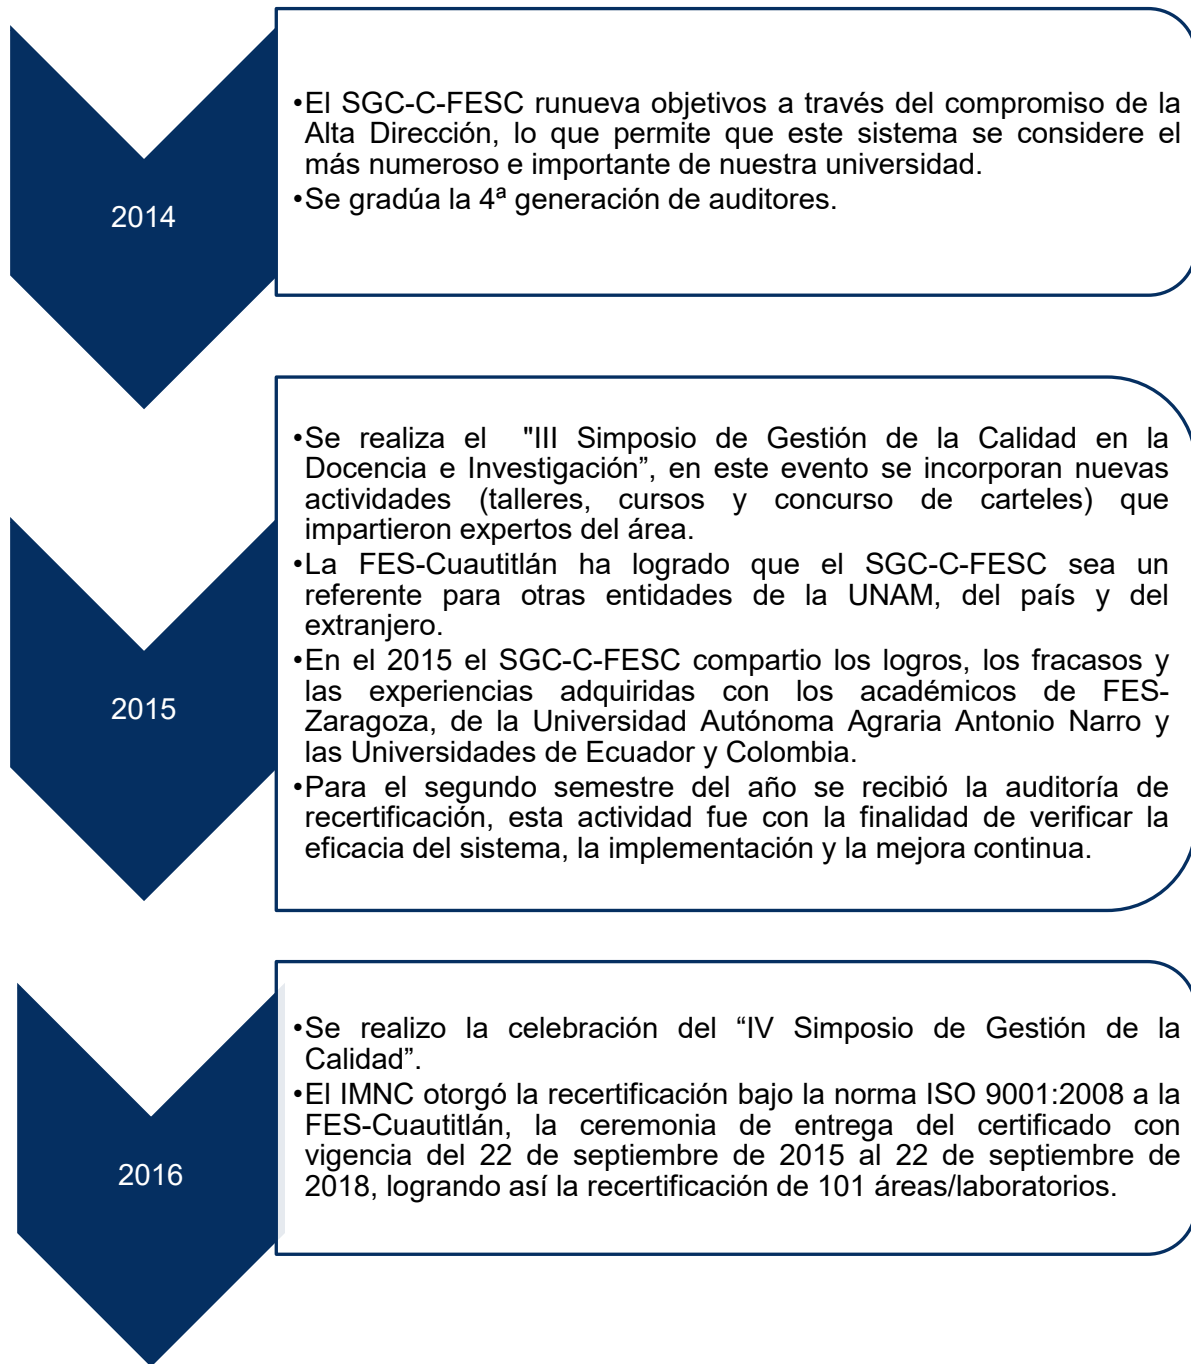 2014
•El SGC-C-FESC runueva objetivos a través del compromiso de la
Alta Dirección, lo que permite que este sistema se considere el
más numeroso e importante de nuestra universidad.
•Se gradúa la 4ª generación de auditores.
2015
•Se realiza el "III Simposio de Gestión de la Calidad en la
Docencia e Investigación”, en este evento se incorporan nuevas
actividades (talleres, cursos y concurso de carteles) que
impartieron expertos del área.
•La FES-Cuautitlán ha logrado que el SGC-C-FESC sea un
referente para otras entidades de la UNAM, del país y del
extranjero.
•En el 2015 el SGC-C-FESC compartio los logros, los fracasos y
las experiencias adquiridas con los académicos de FES-
Zaragoza, de la Universidad Autónoma Agraria Antonio Narro y
las Universidades de Ecuador y Colombia.
•Para el segundo semestre del año se recibió la auditoría de
recertificación, esta actividad fue con la finalidad de verificar la
eficacia del sistema, la implementación y la mejora continua.
2016
•Se realizo la celebración del “IV Simposio de Gestión de la
Calidad”.
•El IMNC otorgó la recertificación bajo la norma ISO 9001:2008 a la
FES-Cuautitlán, la ceremonia de entrega del certificado con
vigencia del 22 de septiembre de 2015 al 22 de septiembre de
2018, logrando así la recertificación de 101 áreas/laboratorios.